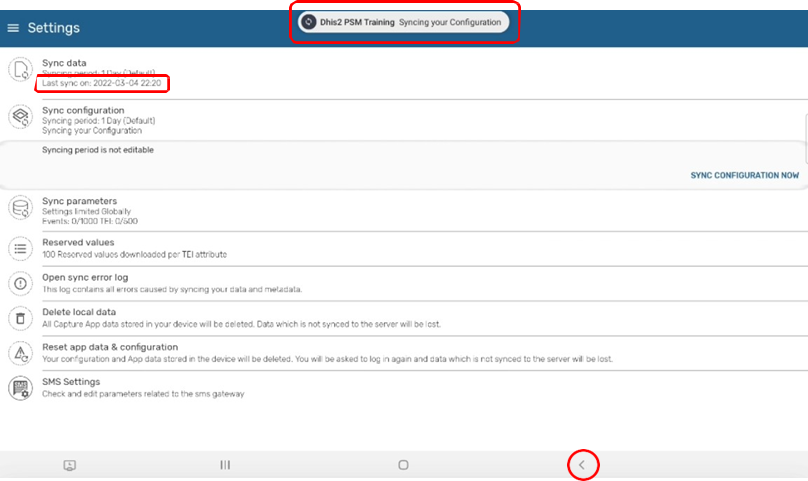 Dhis2 PSM Training Syncing your Configuration
Settings
Sync data
Syncing period: 1 Day (Default)
Last sync on: 2022-03-04 22:20
Sync configuration
Syncing period: 1 Day (Default)
Syncing your Configuration
Syncing period is not editable
SYNC CONFIGURATION NOW
Sync parameters
Settings limited Globally
Events: 0/1000 TEI: 0/500
Reserved values
100 Reserved values downloaded per TEI attribute
Open sync error log
This log contains all errors caused by syncing your data and metadata.
Delete local data
All Capture App data stored in your device will be deleted. Data which is not synced to the server will be lost.
Reset app data & configuration
Your configuration and App data stored in the device will be deleted. You will be asked to log in again and data which is not synced to the server will be lost.
SMS Settings
Check and edit parameters related to the sms gateway